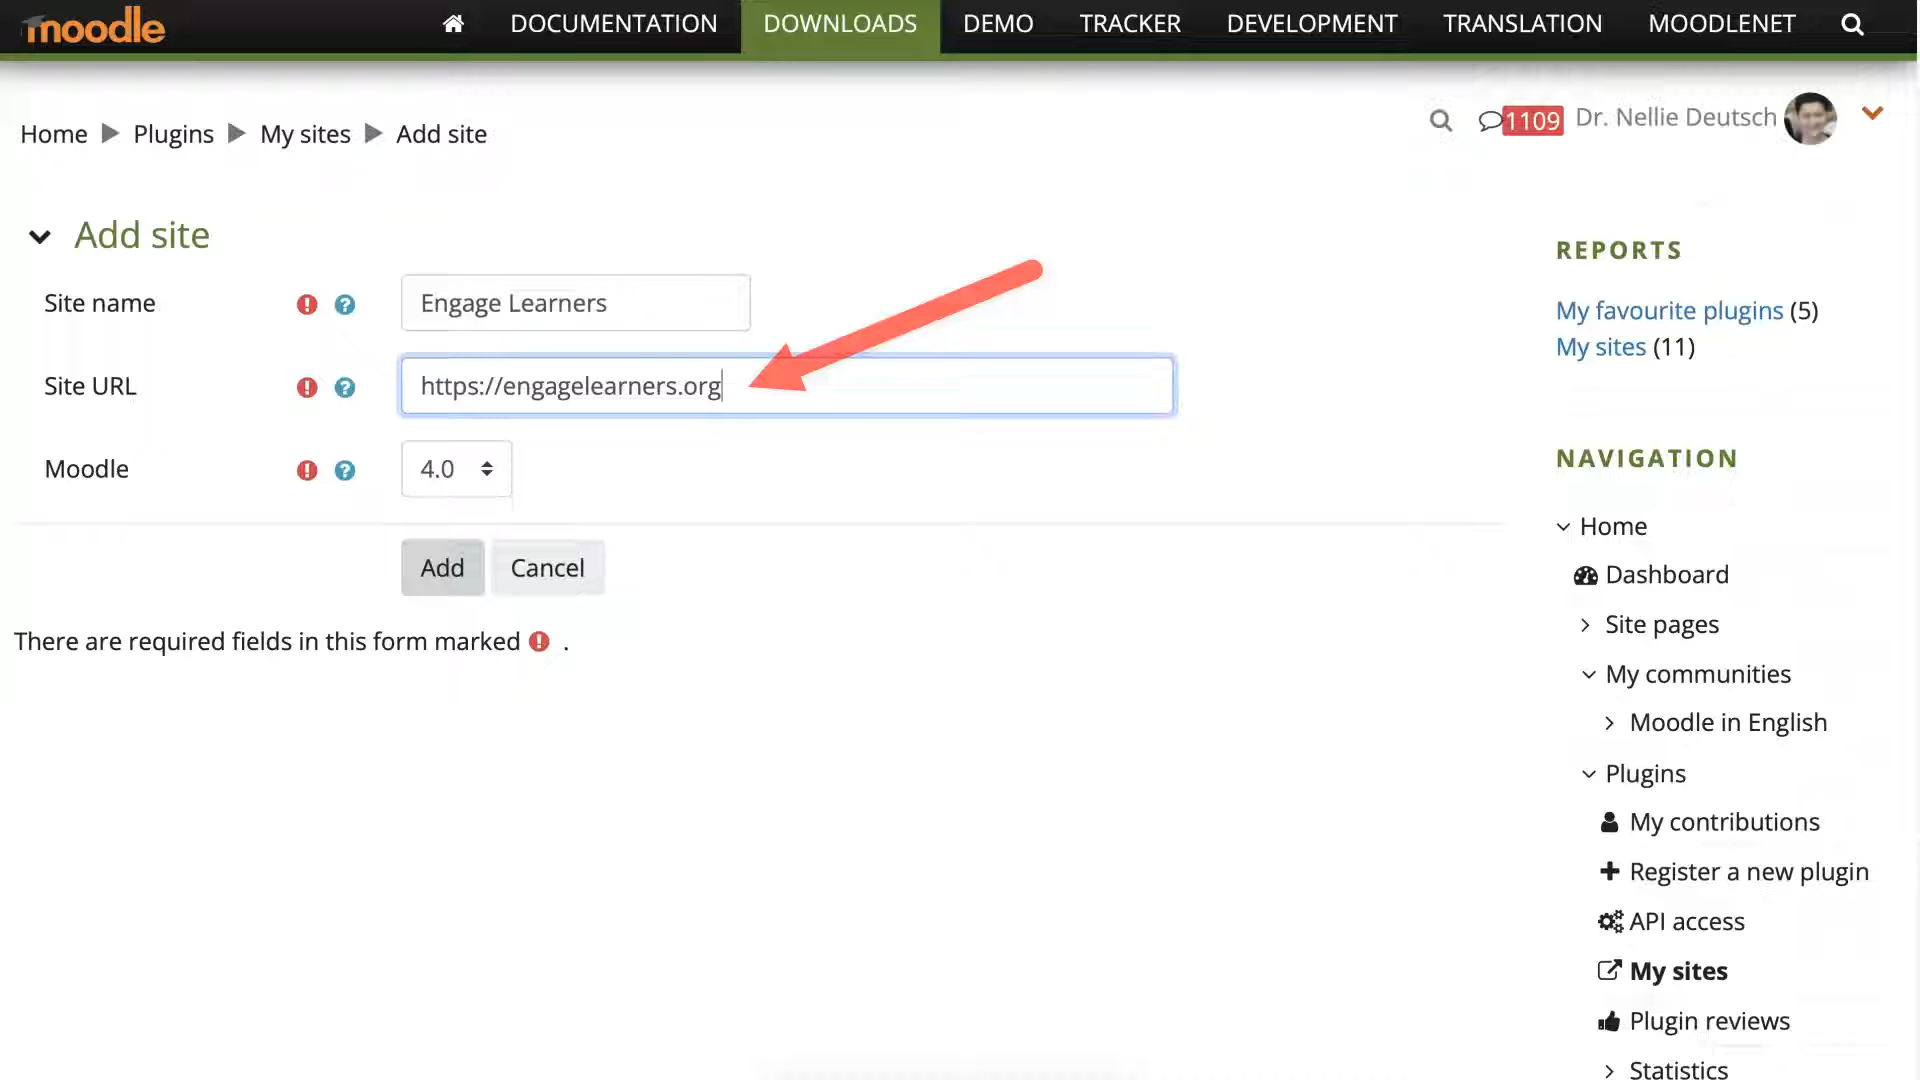 moodle
DOCUMENTATION DOWNLOADS DEMO TRACKER DEVELOPMENT TRANSLATION MOODLENET
Home Plugins My sites Add site
1109 Dr. Nellie Deutsch
Add site
Site name Engage Learners
Site URL https://engagelearners.org
Moodle 4.0
Add Cancel
There are required fields in this form marked .
REPORTS
My favourite plugins (5)
My sites (11)
NAVIGATION
Home
Dashboard
Site pages
My communities
Moodle in English
Plugins
My contributions
Register a new plugin
API access
My sites
Plugin reviews
Statistics